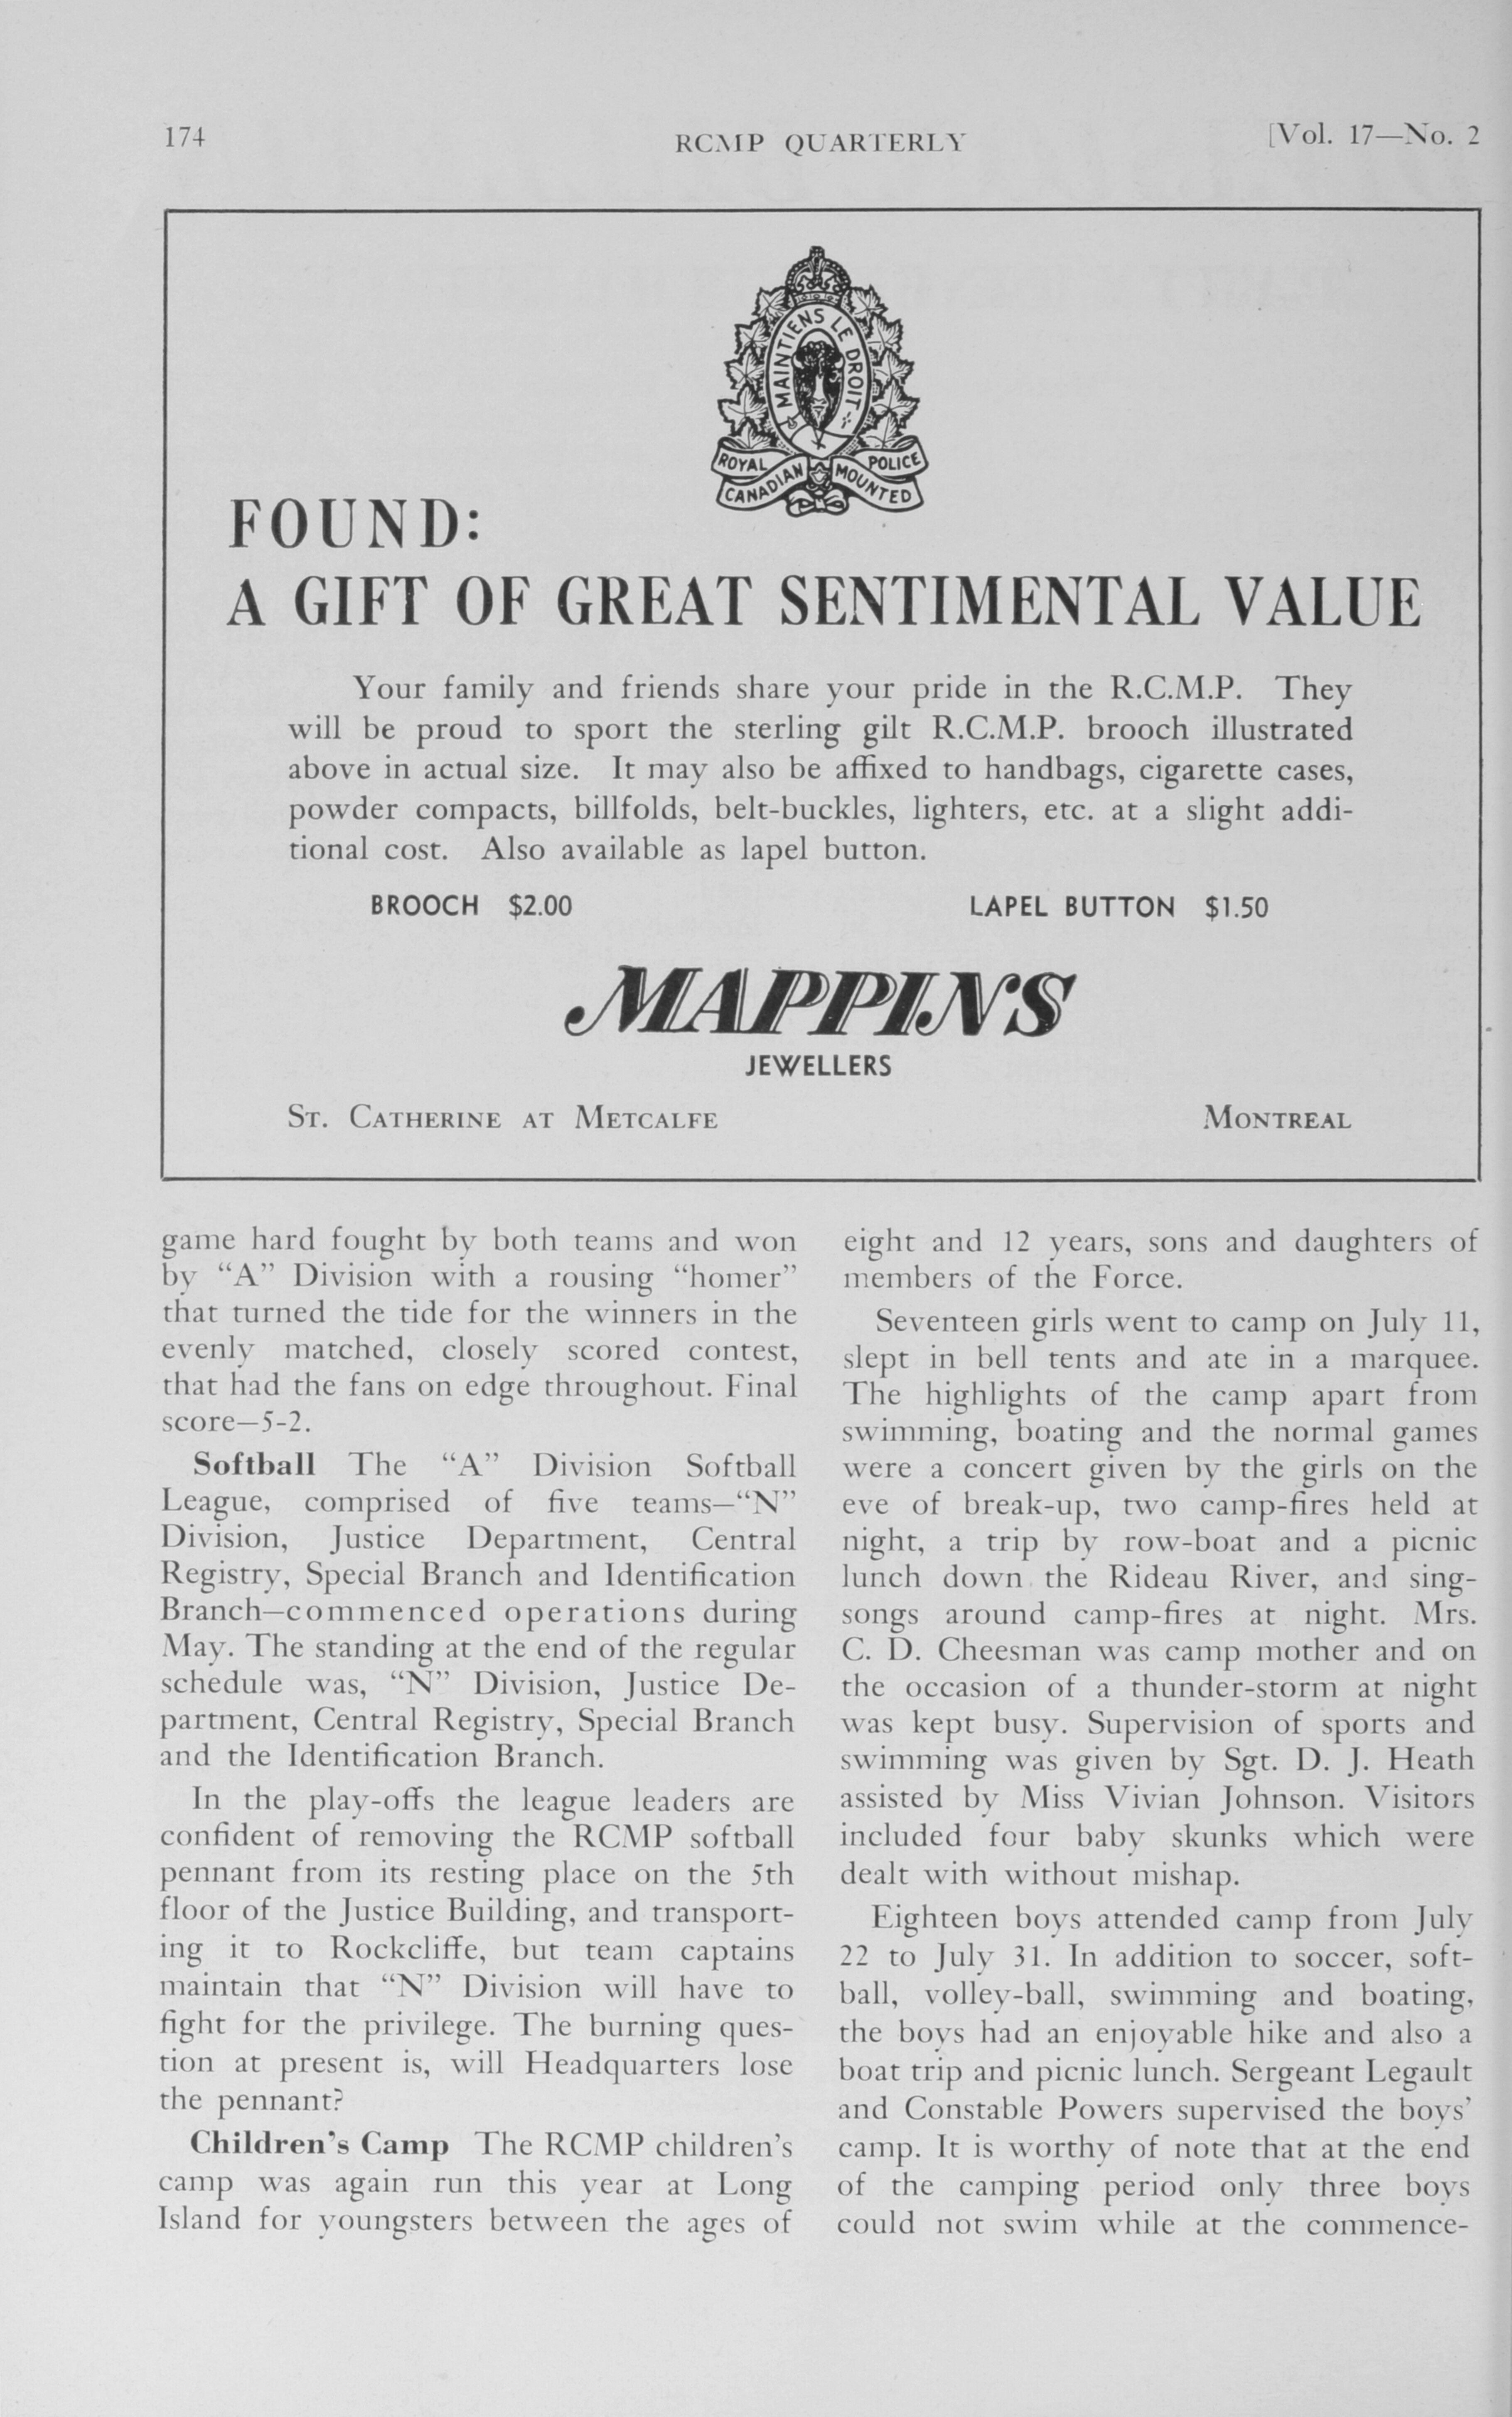 174
RCMP QUARTERLY
[Vol. 17—No. 2
MAINTIENS LE DROIT
ROYAL CANADIAN MOUNTED POLICE
FOUND:
A GIFT OF GREAT SENTIMENTAL VALUE
Your family and friends share your pride in the R.C.M.P. They
will be proud to sport the sterling gilt R.C.M.P. brooch illustrated
above in actual size. It may also be affixed to handbags, cigarette cases,
powder compacts, billfolds, belt-buckles, lighters, etc. at a slight addi-
tional cost. Also available as lapel button.
BROOCH $2.00
LAPEL BUTTON $1.50
MAPPINS
JEWELLERS
ST. CATHERINE AT METCALFE
MONTREAL
game hard fought by both teams and won
by “A” Division with a rousing “homer”
that turned the tide for the winners in the
evenly matched, closely scored contest,
that had the fans on edge throughout. Final
score—5-2.
Softball The “A” Division Softball
League, comprised of five teams—“N”
Division, Justice Department, Central
Registry, Special Branch and Identification
Branch—commenced operations during
May. The standing at the end of the regular
schedule was, “N” Division, Justice De-
partment, Central Registry, Special Branch
and the Identification Branch.
In the play-offs the league leaders are
confident of removing the RCMP softball
pennant from its resting place on the 5th
floor of the Justice Building, and transport-
ing it to Rockcliffe, but team captains
maintain that “N” Division will have to
fight for the privilege. The burning ques-
tion at present is, will Headquarters lose
the pennant?
Children's Camp The RCMP children's
camp was again run this year at Long
Island for youngsters between the ages of
eight and 12 years, sons and daughters of
members of the Force.
Seventeen girls went to camp on July 11,
slept in bell tents and ate in a marquee.
The highlights of the camp apart from
swimming, boating and the normal games
were a concert given by the girls on the
eve of break-up, two camp-fires held at
night, a trip by row-boat and a picnic
lunch down the Rideau River, and sing-
songs around camp-fires at night. Mrs.
C. D. Cheesman was camp mother and on
the occasion of a thunder-storm at night
was kept busy. Supervision of sports and
swimming was given by Sgt. D. J. Heath
assisted by Miss Vivian Johnson. Visitors
included four baby skunks which were
dealt with without mishap.
Eighteen boys attended camp from July
22 to July 31. In addition to soccer, soft-
ball, volley-ball, swimming and boating,
the boys had an enjoyable hike and also a
boat trip and picnic lunch. Sergeant Legault
and Constable Powers supervised the boys'
camp. It is worthy of note that at the end
of the camping period only three boys
could not swim while at the commence-